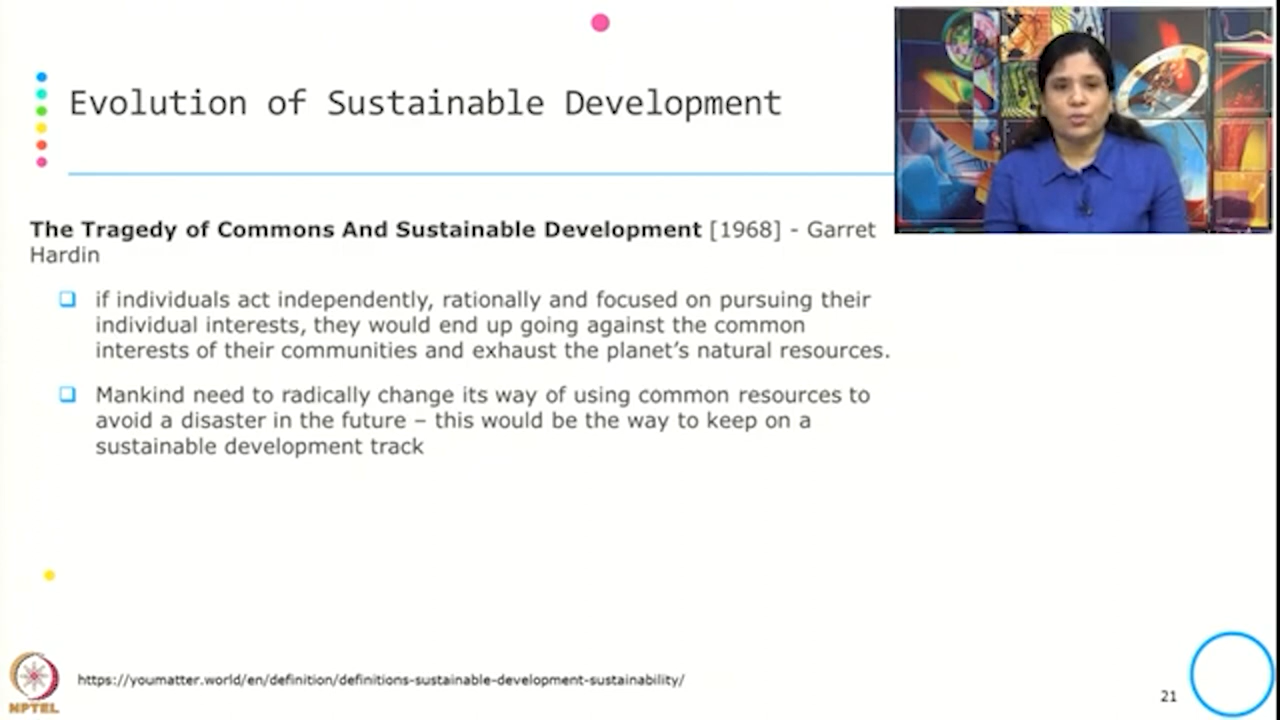 Evolution of Sustainable Development
The Tragedy of Commons And Sustainable Development [1968] - Garret
Hardin
if individuals act independently, rationally and focused on pursuing their
individual interests, they would end up going against the common
interests of their communities and exhaust the planet’s natural resources.
Mankind need to radically change its way of using common resources to
avoid a disaster in the future – this would be the way to keep on a
sustainable development track
https://youmatter.world/en/definition/definitions-sustainable-development-sustainability/
21
NPTEL